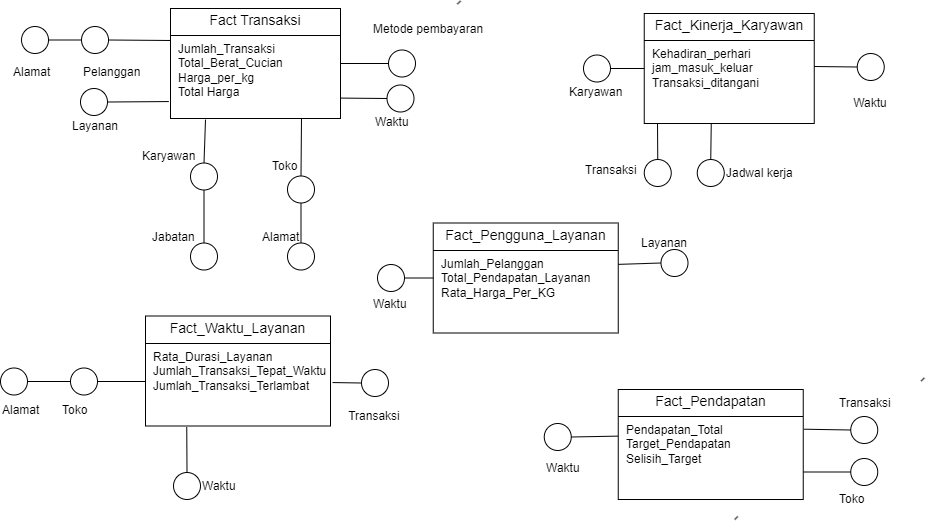 Fact Transaksi
Jumlah_Transaksi
Total_Berat_Cucian
Harga_per_kg
Total Harga
Alamat
Pelanggan
Layanan
Metode pembayaran
Waktu
Karyawan
Jabatan
Toko
Alamat
Fact_Kinerja_Karyawan
Kehadiran_perhari
jam_masuk_keluar
Transaksi_ditangani
Karyawan
Waktu
Transaksi
Jadwal kerja
Fact_Pengguna_Layanan
Jumlah_Pelanggan
Total_Pendapatan_Layanan
Rata_Harga_Per_KG
Waktu
Layanan
Fact_Waktu_Layanan
Rata_Durasi_Layanan
Jumlah_Transaksi_Tepat_Waktu
Jumlah_Transaksi_Terlambat
Alamat
Toko
Transaksi
Waktu
Fact_Pendapatan
Pendapatan_Total
Target_Pendapatan
Selisih_Target
Waktu
Transaksi
Toko